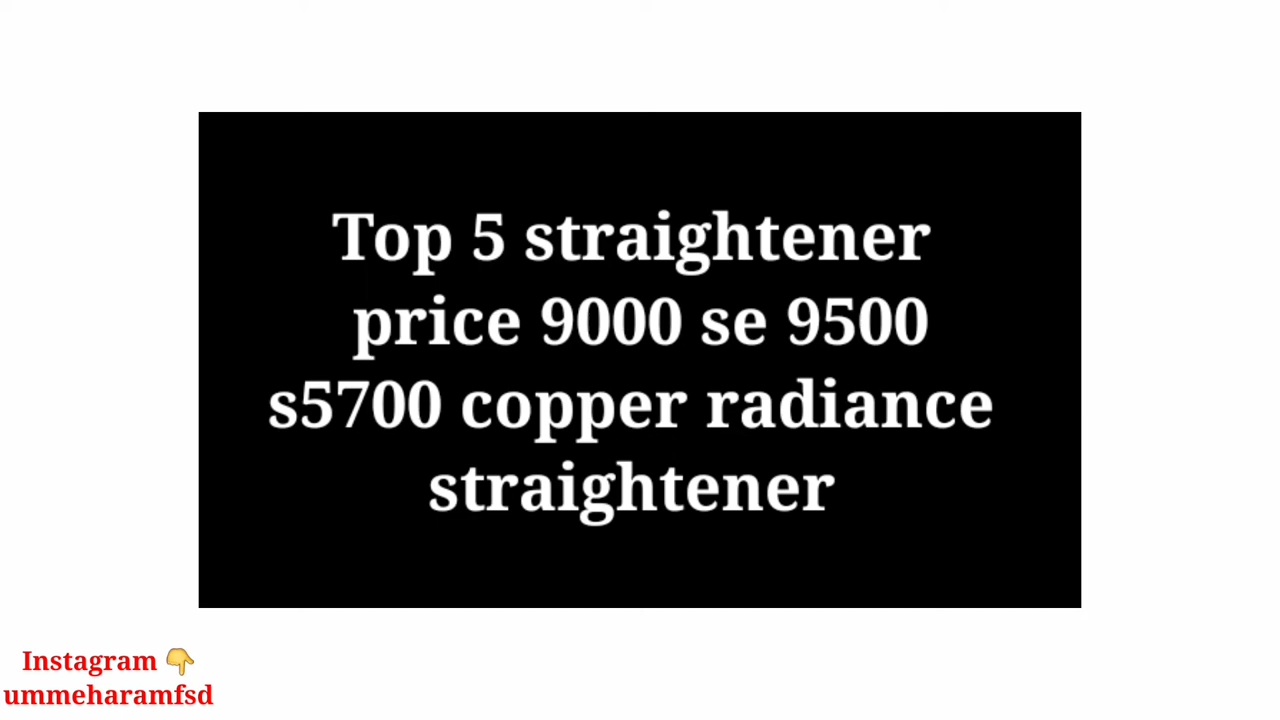 Top 5 straightener
price 9000 se 9500
s5700 copper radiance
straightener
Instagram 👇
ummeharamfsd